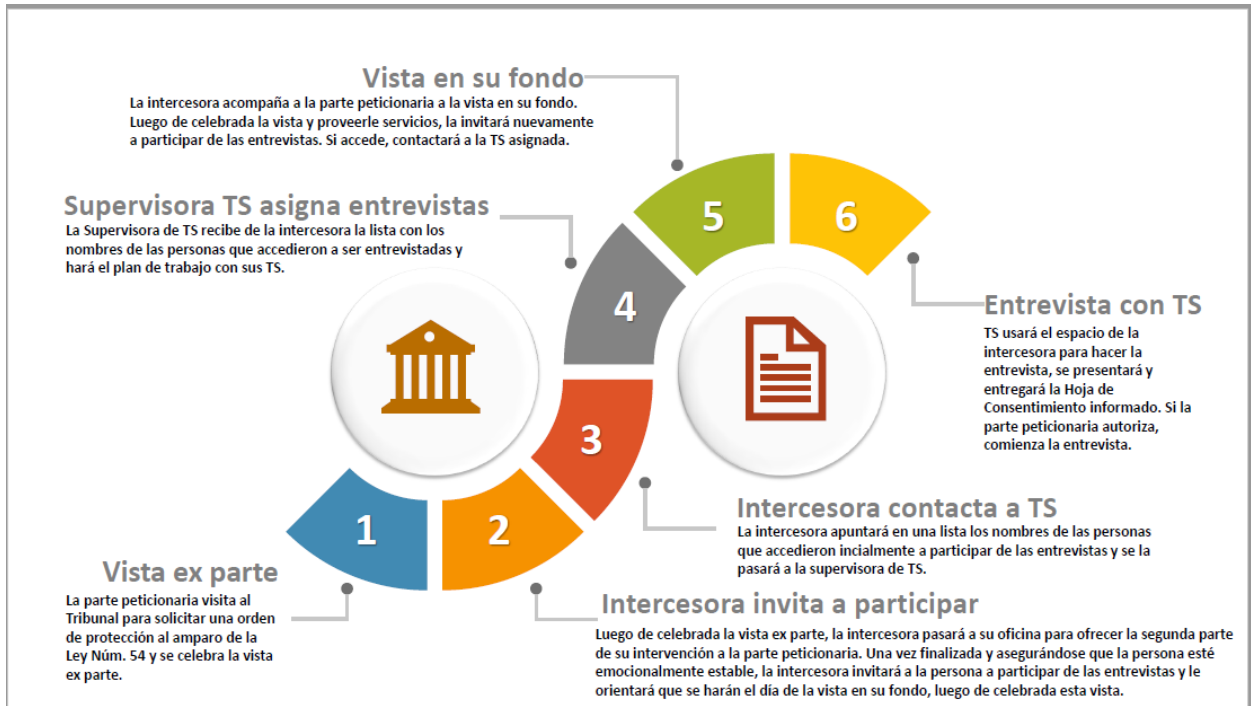 Vista en su fondo
La intercesora acompaña a la parte peticionaria a la vista en su fondo.
Luego de celebrada la vista y proveerle servicios, la invitará nuevamente
a participar de las entrevistas. Si accede, contactará a la TS asignada.
Supervisora TS asigna entrevistas
La Supervisora de TS recibe de la intercesora la lista con los
nombres de las personas que accedieron a ser entrevistadas y
hará el plan de trabajo con sus TS.
5
6
4
3
1
2
Entrevista con TS
TS usará el espacio de la
intercesora para hacer la
entrevista, se presentará y
entregará la Hoja de
Consentimiento informado. Si la
parte peticionaria autoriza,
comienza la entrevista.
Intercesora contacta a TS
La intercesora apuntará en una lista los nombres de las personas
que accedieron incialmente a participar de las entrevistas y se la
pasará a la supervisora de TS.
Vista ex parte
La parte peticionaria visita al
Tribunal para solicitar una orden
de protección al amparo de la
Ley Núm. 54 y se celebra la vista
ex parte.
Intercesora invita a participar
Luego de celebrada la vista ex parte, la intercesora pasará a su oficina para ofrecer la segunda parte
de su intervención a la parte peticionaria. Una vez finalizada y asegurándose que la persona esté
emocionalmente estable, la intercesora invitará a la persona a participar de las entrevistas y le
orientará que se harán el día de la vista en su fondo, luego de celebrada esta vista.